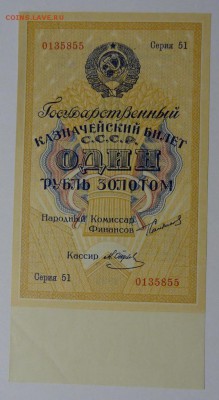 COINS.LAVE.RU
0135855 Серия 51
Государственный
КАЗНАЧЕЙСКИЙ БИЛЕТ
С.С.С.Р.
ОДИН
РУБЛЬ ЗОЛОТОМ
Народный Комиссар
Финансов
Кассир
Серия 51 0135855